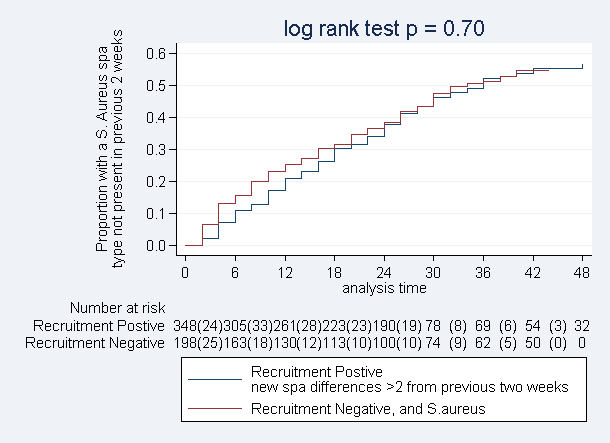 log rank test p = 0.70
Proportion with a S. Aureus spa
type not present in previous 2 weeks
0.6
0.5
0.4
0.3
0.2
0.1
0.0
0 6 12 18 24 30 36 42 48
analysis time
Number at risk
Recruitment Postive 348(24)305(33)261(28)223(23)190(19) 78 (8) 69 (6) 54 (3) 32
Recruitment Negative 198(25)163(18)130(12)113(10)100(10) 74 (9) 62 (5) 50 (0) 0
Recruitment Postive
new spa differences >2 from previous two weeks
Recruitment Negative, and S.aureus